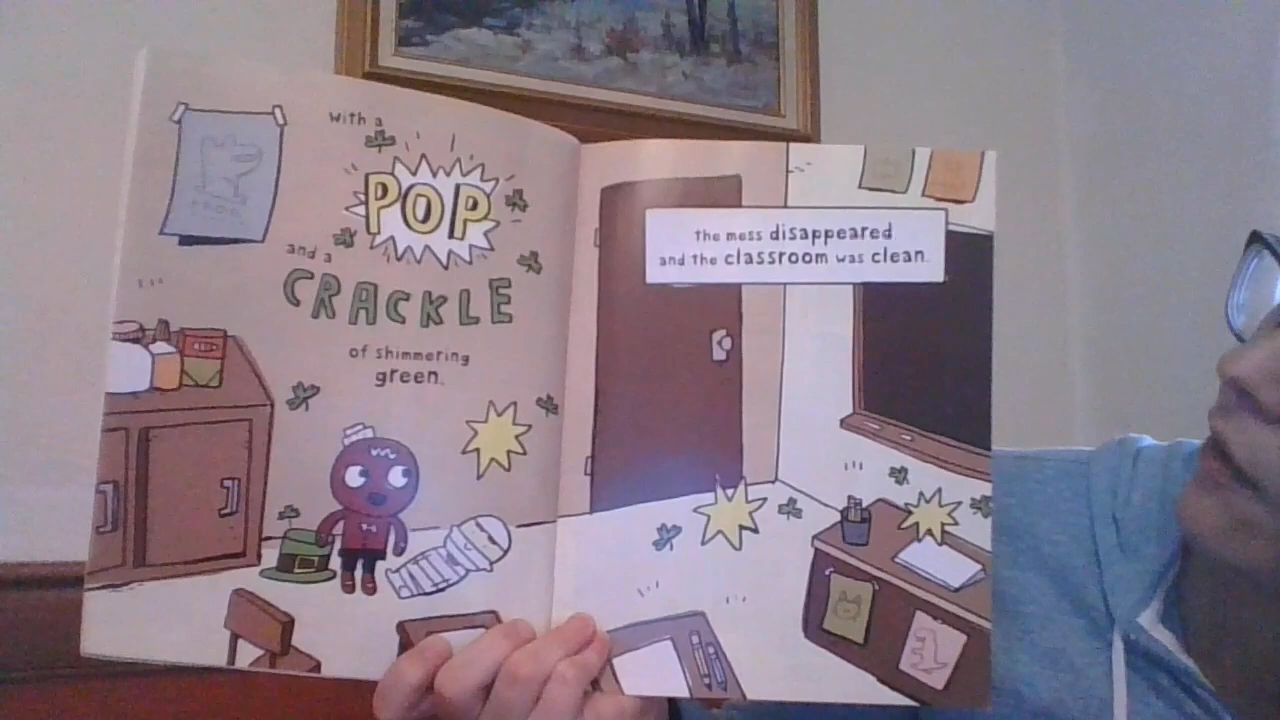 with a
POP
and a
CRACKLE
of shimmering
green.
The mess disappeared
and the classroom was clean.